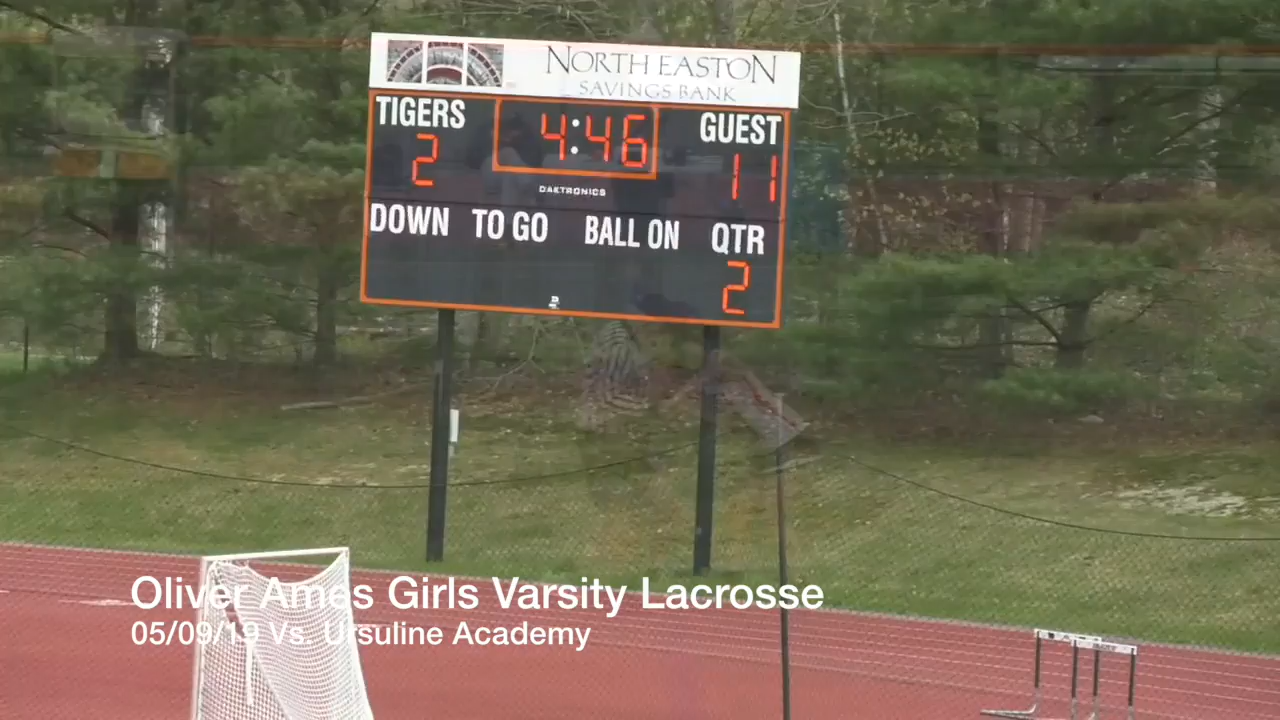 NORTH EASTON
SAVINGS BANK
TIGERS 4:46 GUEST
2 11
DAKTRONICS
DOWN TO GO BALL ON QTR
2
Oliver Ames Girls Varsity Lacrosse
05/09/19 Vs. Ursuline Academy